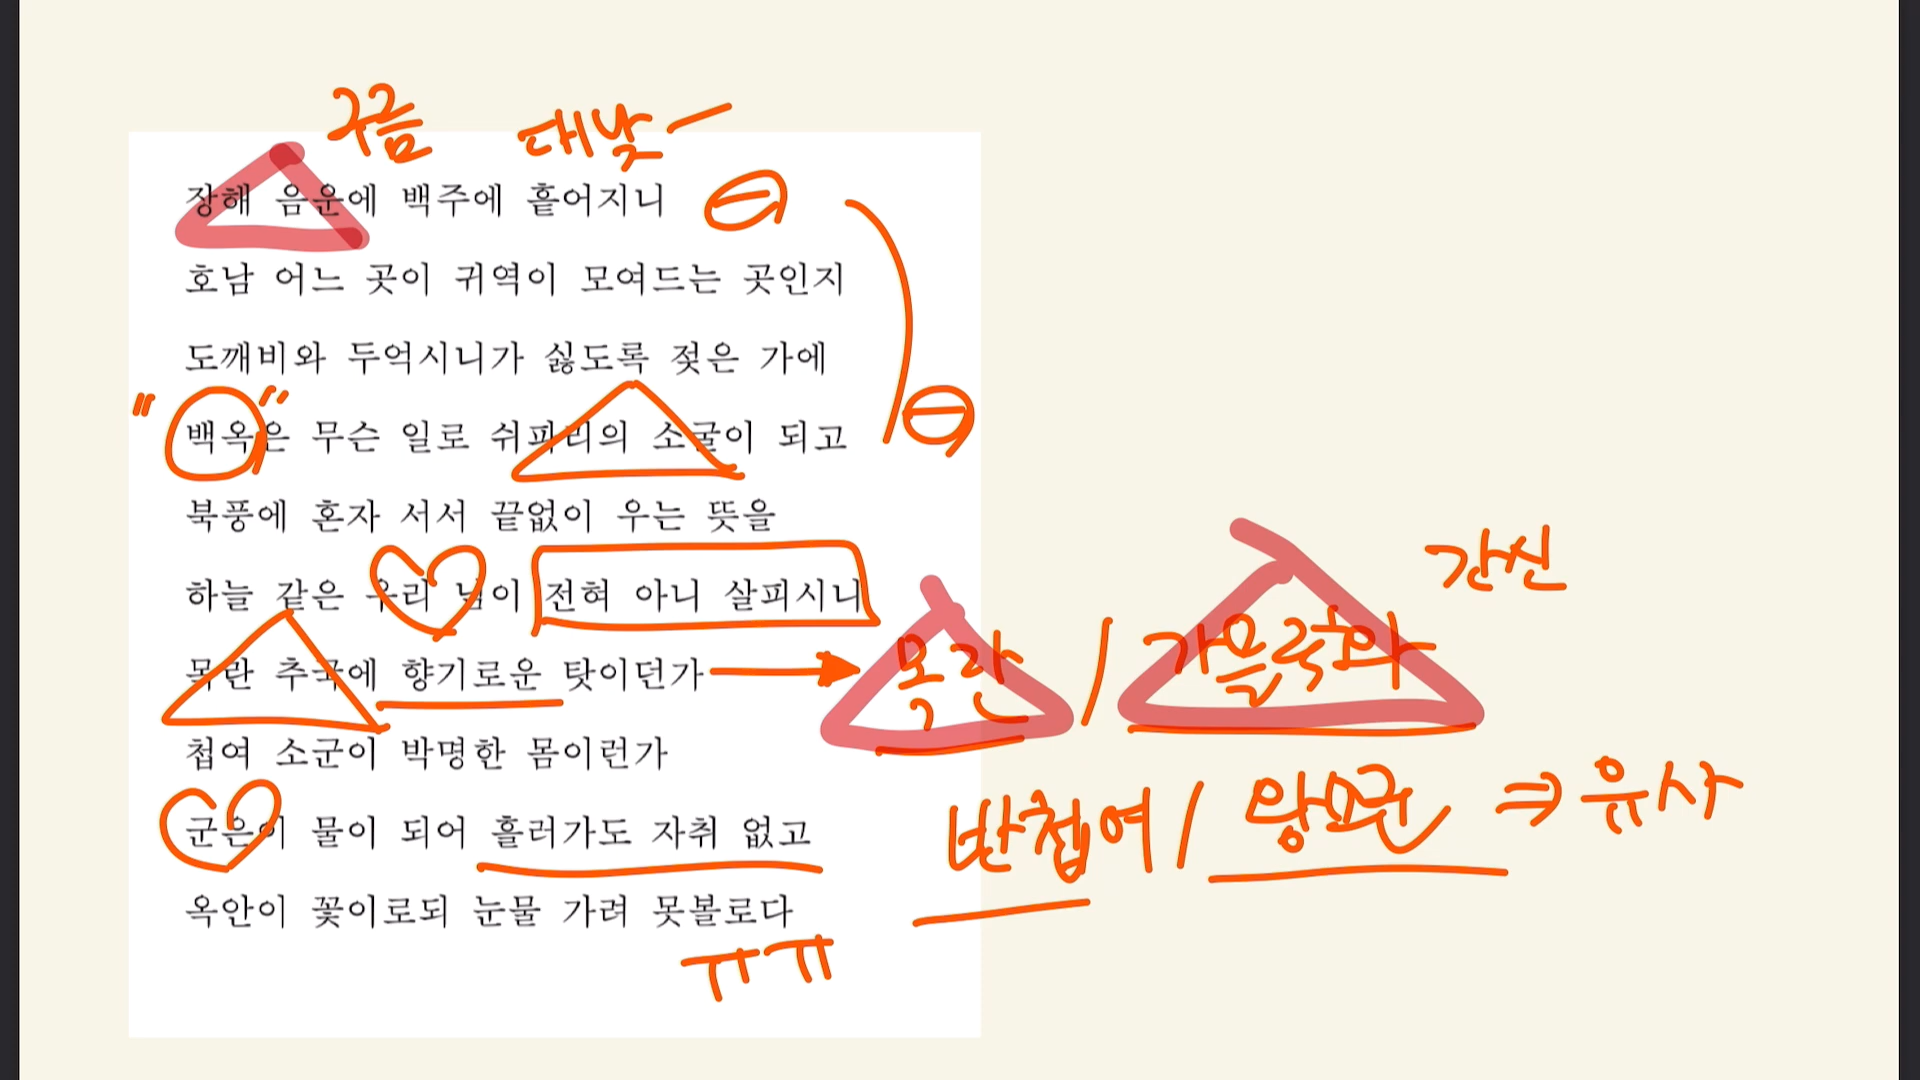 구름 대낮
장해 음운에 백주에 흩어지니
호남 어느 곳이 귀역이 모여드는 곳인지
도깨비와 두억시니가 싫도록 젖은 가에
"백옥"은 무슨 일로 쉬파리의 소굴이 되고
북풍에 혼자 서서 끝없이 우는 뜻을
하늘 같은 우리 님이 전혀 아니 살피시니
간신
목란 추국에 향기로운 탓이던가 → 목란 / 가을국화
첩여 소군이 박명한 몸이런가
반첩여 / 왕소군 ⇒ 유사
군은이 물이 되어 흘러가도 자취 없고
옥안이 꽃이로되 눈물 가려 못볼로다
ㅠㅠ